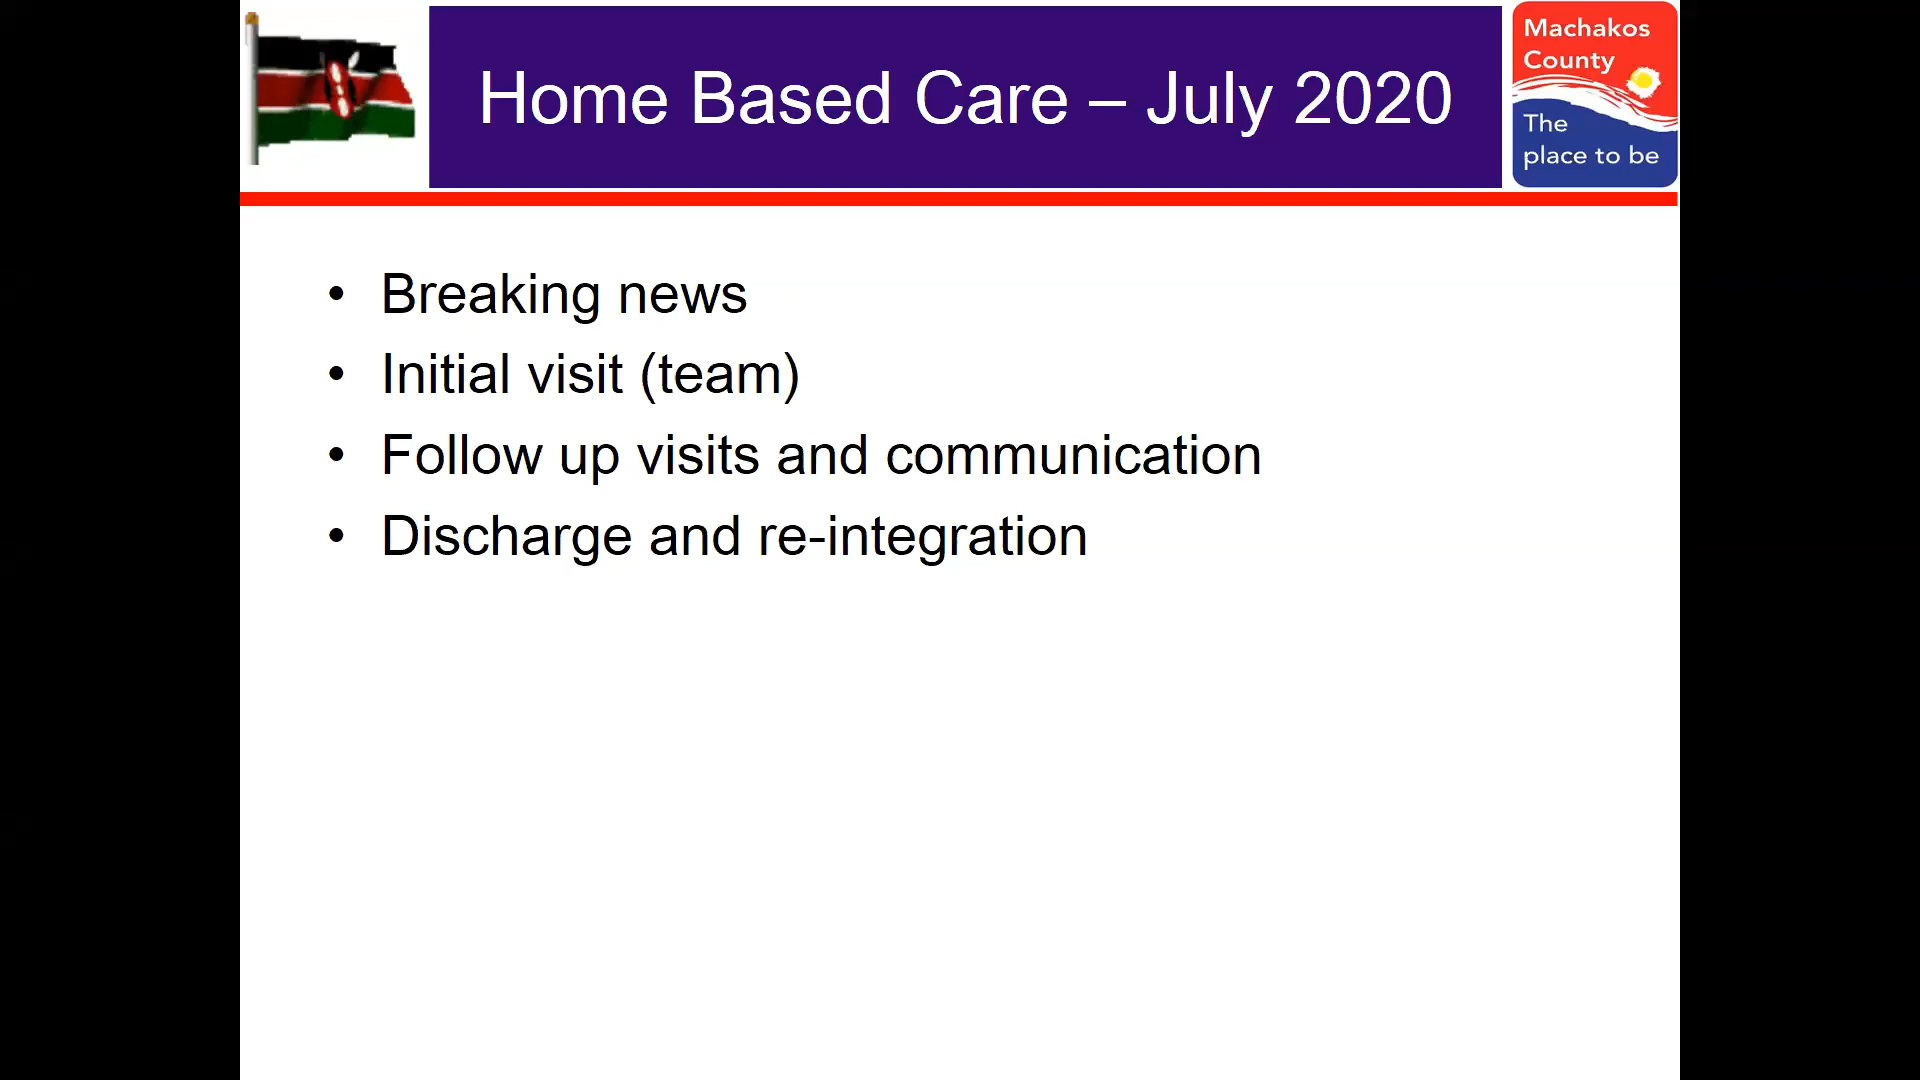 Home Based Care – July 2020
Machakos
County
The
place to be
• Breaking news
• Initial visit (team)
• Follow up visits and communication
• Discharge and re-integration